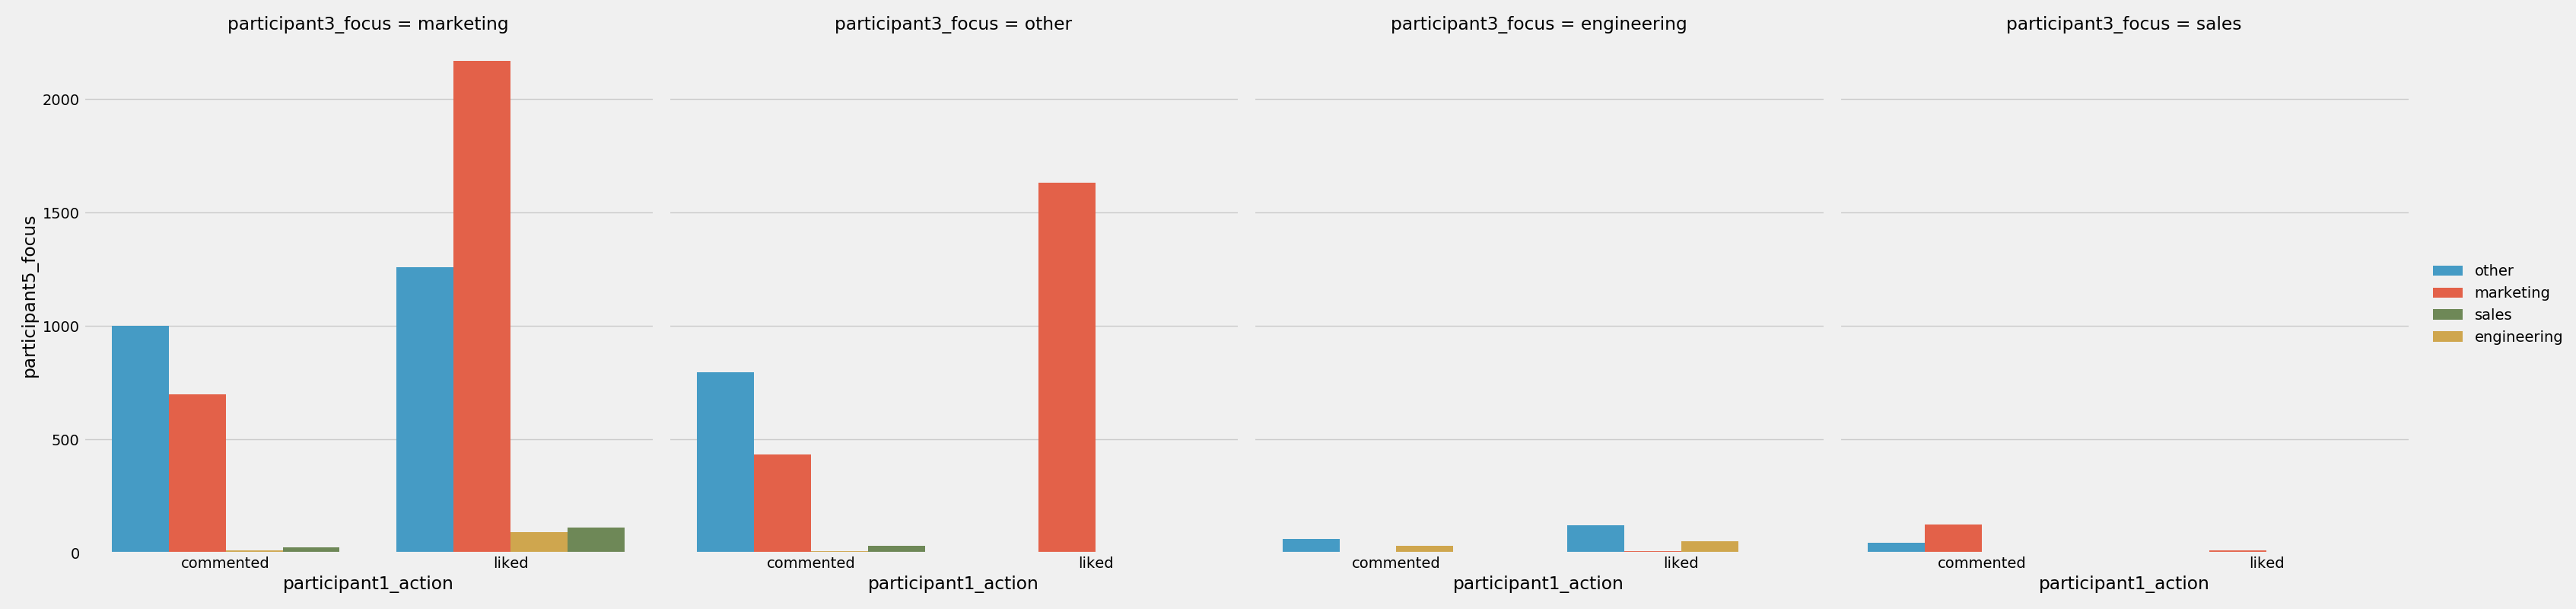 participant3_focus = marketing
participant3_focus = other
participant3_focus = engineering
participant3_focus = sales
participant5_focus
2000
1500
1000
500
0
commented
liked
commented
liked
commented
liked
commented
liked
participant1_action
participant1_action
participant1_action
participant1_action
other
marketing
sales
engineering